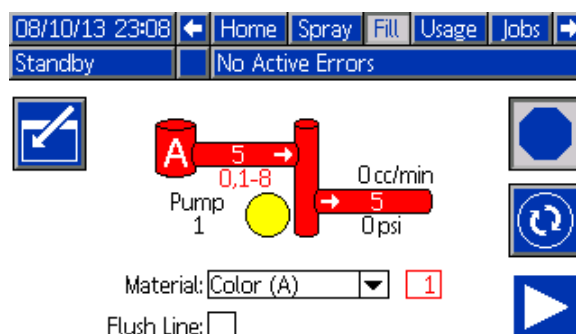 08/10/13 23:08 Home Spray Fill Usage Jobs
Standby No Active Errors
A
5
0,1-8
0 cc/min
Pump
1
5
0 psi
Material: Color (A) 1
Flush Line: